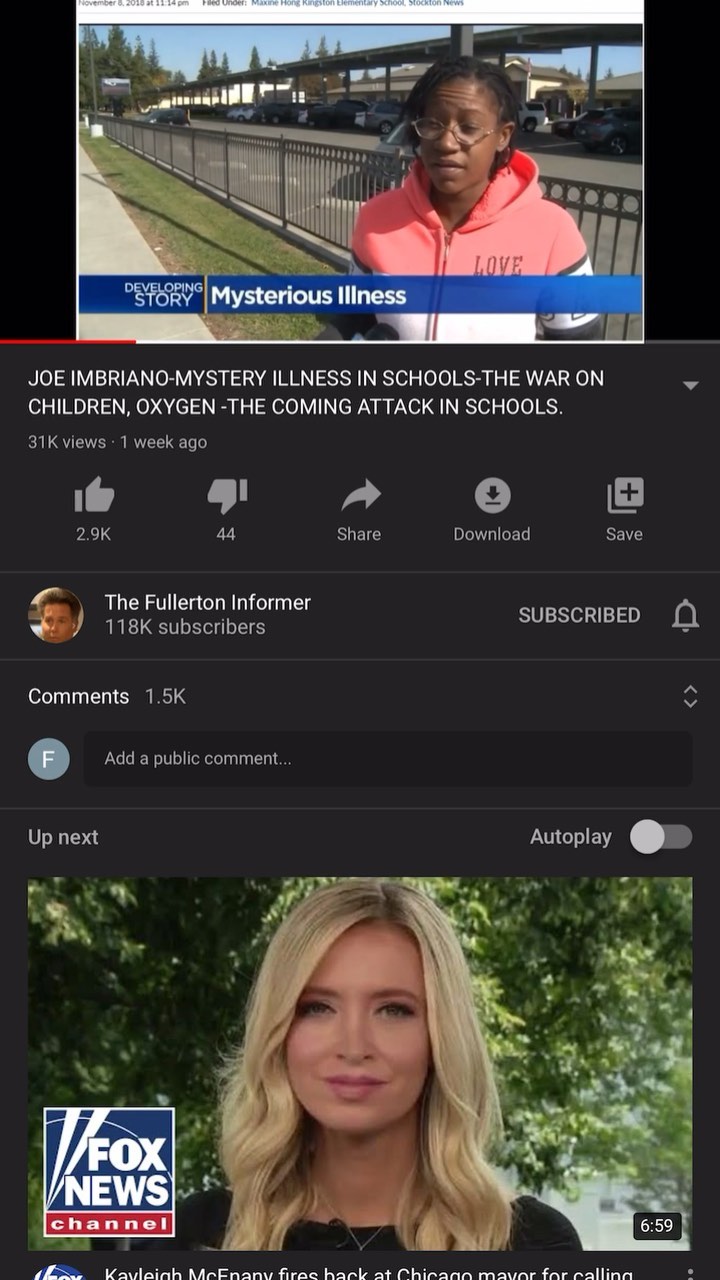 November 8, 2018 at 11:14 pm Filed Under: Maxine Hong Kingston Elementary School, Stockton News
LOVE
DEVELOPING STORY Mysterious Illness
JOE IMBRIANO-MYSTERY ILLNESS IN SCHOOLS-THE WAR ON
CHILDREN, OXYGEN -THE COMING ATTACK IN SCHOOLS.
31K views · 1 week ago
2.9K 44 Share Download Save
The Fullerton Informer
118K subscribers
SUBSCRIBED
Comments 1.5K
F Add a public comment...
Up next Autoplay
FOX
NEWS
channel
6:59
Kayleigh McEnany fires back at Chicago mayor for calling